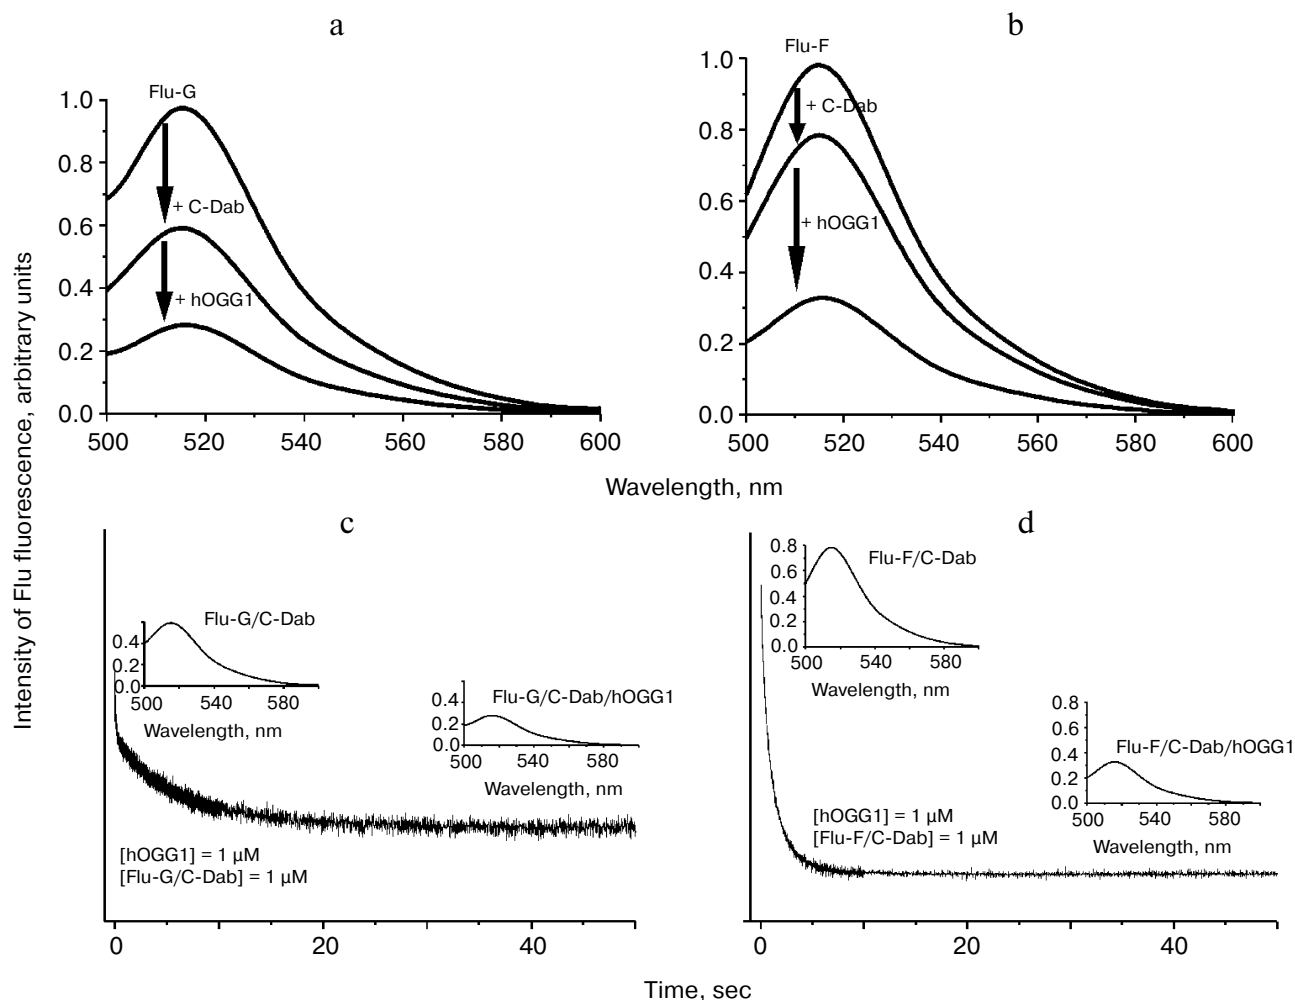 a
Flu-G
1.0
0.8
0.6
0.4
0.2
0.0
+ C-Dab
+ hOGG1
500 520 540 560 580 600
b
Flu-F
1.0
0.8
0.6
0.4
0.2
0.0
+ C-Dab
+ hOGG1
500 520 540 560 580 600
Wavelength, nm
Intensity of Flu fluorescence, arbitrary units
c
Flu-G/C-Dab
0.4
0.2
0.0
500 540 580
Wavelength, nm
Flu-G/C-Dab/hOGG1
0.4
0.2
0.0
500 540 580
Wavelength, nm
[hOGG1] = 1 μM
[Flu-G/C-Dab] = 1 μM
0 20 40
d
Flu-F/C-Dab
0.8
0.6
0.4
0.2
0
500 540 580
Wavelength, nm
Flu-F/C-Dab/hOGG1
0.8
0.6
0.4
0.2
0.0
500 540 580
Wavelength, nm
[hOGG1] = 1 μM
[Flu-F/C-Dab] = 1 μM
0 20 40
Time, sec